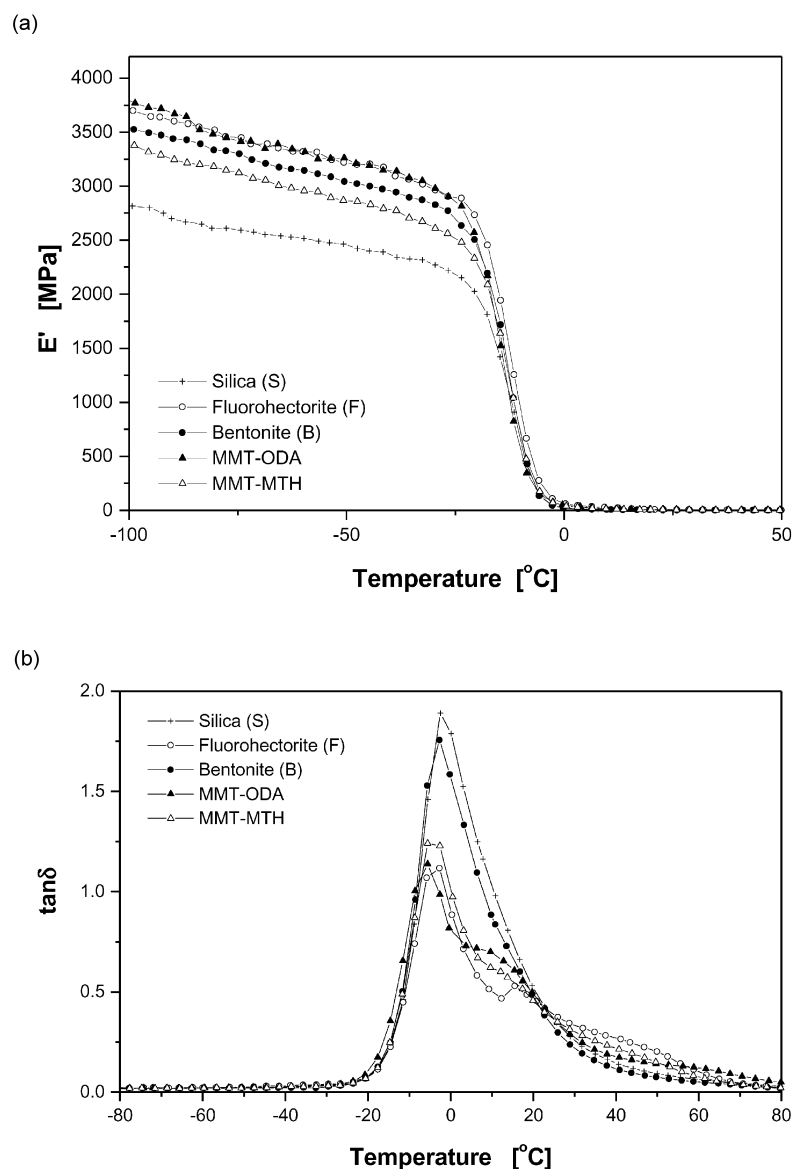 (a)
4000
3500
3000
2500
2000
1500
1000
500
0
E' [MPa]
Silica (S)
Fluorohectorite (F)
Bentonite (B)
MMT-ODA
MMT-MTH
-100
-50
0
50
Temperature [°C]
(b)
2.0
1.5
1.0
0.5
0.0
tanδ
Silica (S)
Fluorohectorite (F)
Bentonite (B)
MMT-ODA
MMT-MTH
-80
-60
-40
-20
0
20
40
60
80
Temperature [°C]